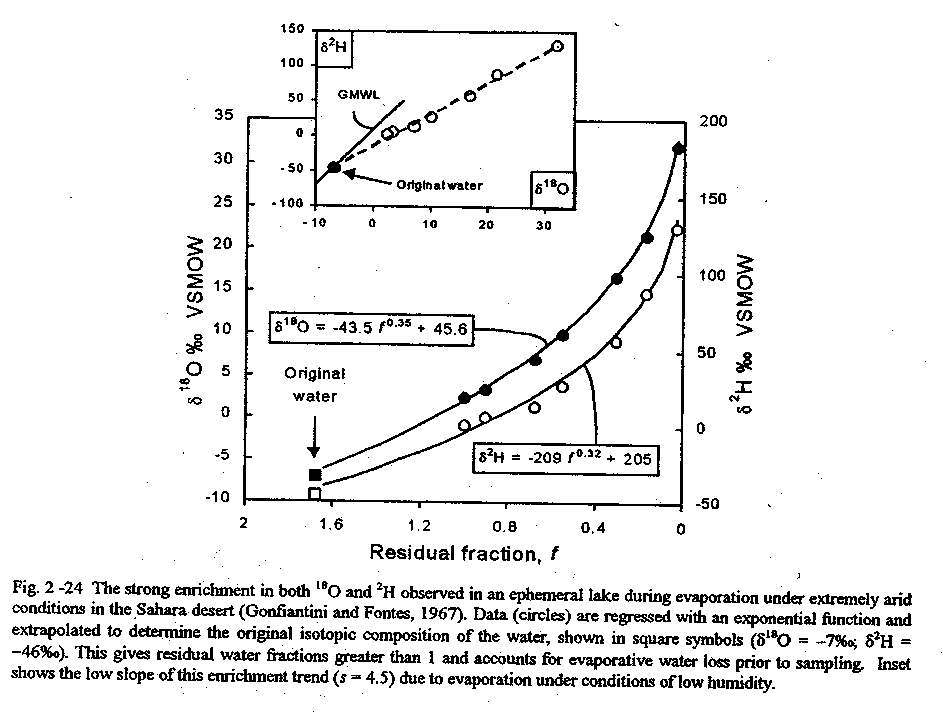 150
δ²H
100
GMWL
50
0
-50
Original water
δ¹⁸O
-100
-10 0 10 20 30
35 200
30
25 150
20
100
15
10 50
5
0 0
-5
-10 -50
δ ¹⁸O ‰ VSMOW
δ ²H ‰ VSMOW
δ¹⁸O = -43.5 f^0.35 + 45.6
Original
water
δ²H = -209 f^0.32 + 205
2 1.6 1.2 0.8 0.4 0
Residual fraction, f
Fig. 2 -24 The strong enrichment in both ¹⁸O and ²H observed in an ephemeral lake during evaporation under extremely arid
conditions in the Sahara desert (Gonfiantini and Fontes, 1967). Data (circles) are regressed with an exponential function and
extrapolated to determine the original isotopic composition of the water, shown in square symbols (δ¹⁸O = –7‰; δ²H =
–46‰). This gives residual water fractions greater than 1 and accounts for evaporative water loss prior to sampling. Inset
shows the low slope of this enrichment trend (s = 4.5) due to evaporation under conditions of low humidity.